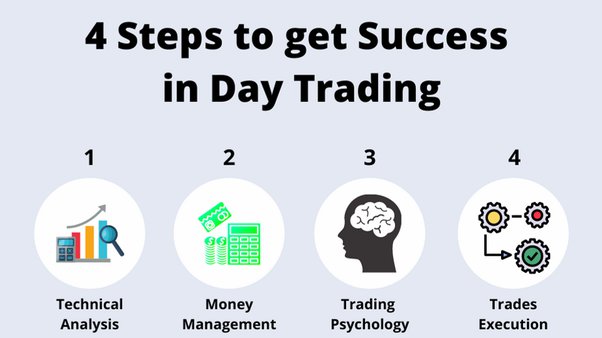 4 Steps to get Success
in Day Trading
1
2
3
4
Technical
Analysis
Money
Management
Trading
Psychology
Trades
Execution